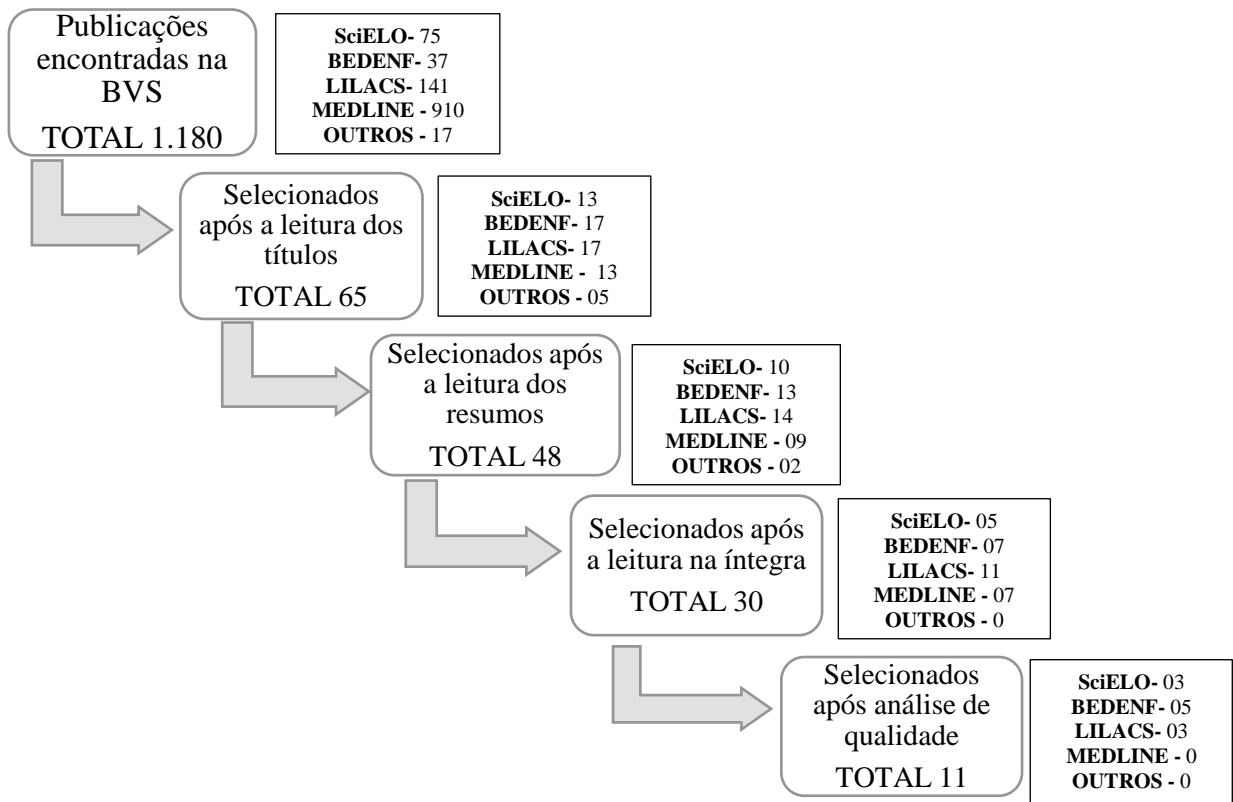 Publicações
encontradas na
BVS
TOTAL 1.180
SciELO- 75
BEDENF- 37
LILACS- 141
MEDLINE - 910
OUTROS - 17
Selecionados
após a leitura dos
títulos
TOTAL 65
SciELO- 13
BEDENF- 17
LILACS- 17
MEDLINE - 13
OUTROS - 05
Selecionados após
a leitura dos
resumos
TOTAL 48
SciELO- 10
BEDENF- 13
LILACS- 14
MEDLINE - 09
OUTROS - 02
Selecionados após
a leitura na íntegra
TOTAL 30
SciELO- 05
BEDENF- 07
LILACS- 11
MEDLINE - 07
OUTROS - 0
Selecionados
após análise de
qualidade
TOTAL 11
SciELO- 03
BEDENF- 05
LILACS- 03
MEDLINE - 0
OUTROS - 0